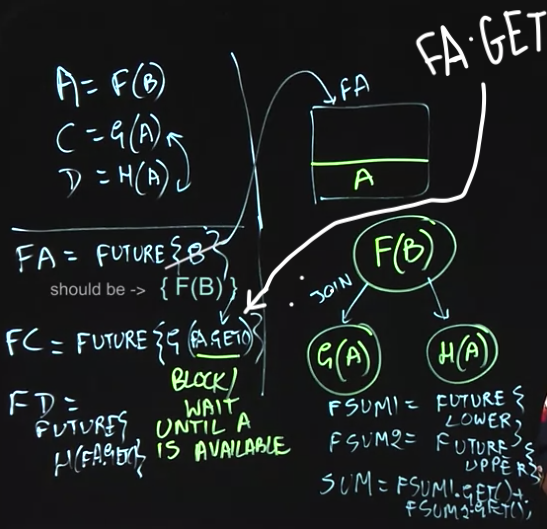 FA.GET
A = F(B)
C = G(A)
D = H(A)
FA
A
FA = FUTURE{B}
should be -> { F(B) }
FC = FUTURE{G (FA.GET()}
BLOCK/
WAIT
UNTIL A
IS AVAILABLE
FD =
FUTURE{
H(FA.GET()}
F(B)
JOIN
G(A)
H(A)
FSUM1 = FUTURE {
LOWER}
FSUM2 = FUTURE {
UPPER}
SUM = FSUM1.GET()+
FSUM2.GET();